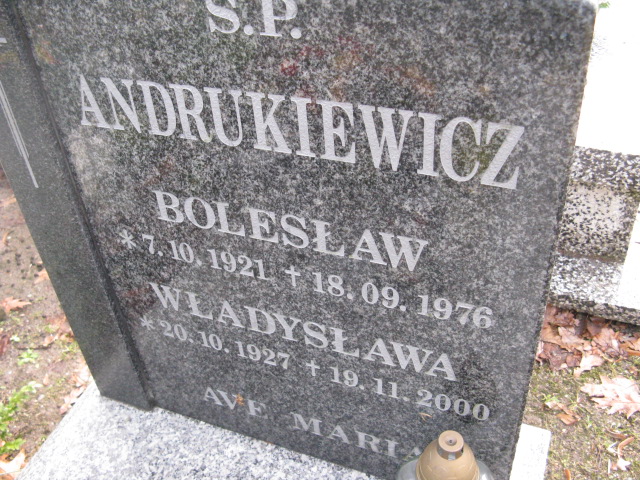 Ś.P.
ANDRUKIEWICZ
BOLESŁAW
* 7.10.1921 † 18.09.1976
WŁADYSŁAWA
* 20.10.1927 † 19.11.2000
AVE MARIA